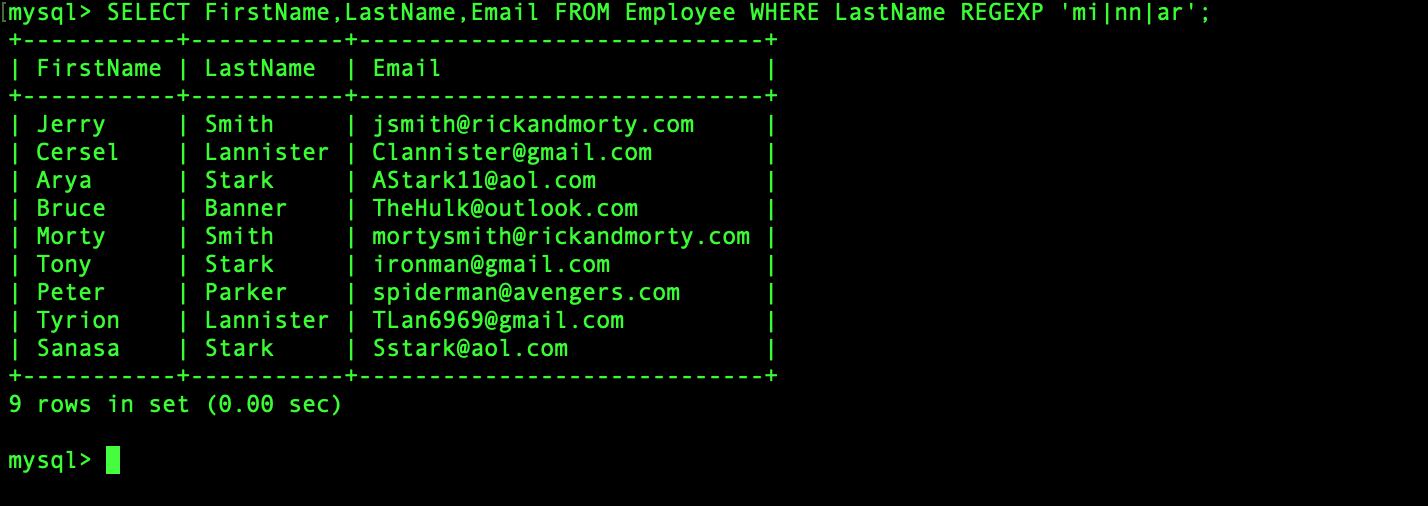 [mysql> SELECT FirstName,LastName,Email FROM Employee WHERE LastName REGEXP 'mi|nn|ar';
+-----------+-----------+-----------------------------+
| FirstName | LastName  | Email                       |
+-----------+-----------+-----------------------------+
| Jerry     | Smith     | jsmith@rickandmorty.com     |
| Cersel    | Lannister | Clannister@gmail.com        |
| Arya      | Stark     | AStark11@aol.com            |
| Bruce     | Banner    | TheHulk@outlook.com         |
| Morty     | Smith     | mortysmith@rickandmorty.com |
| Tony      | Stark     | ironman@gmail.com           |
| Peter     | Parker    | spiderman@avengers.com      |
| Tyrion    | Lannister | TLan6969@gmail.com          |
| Sanasa    | Stark     | Sstark@aol.com              |
+-----------+-----------+-----------------------------+
9 rows in set (0.00 sec)
mysql>